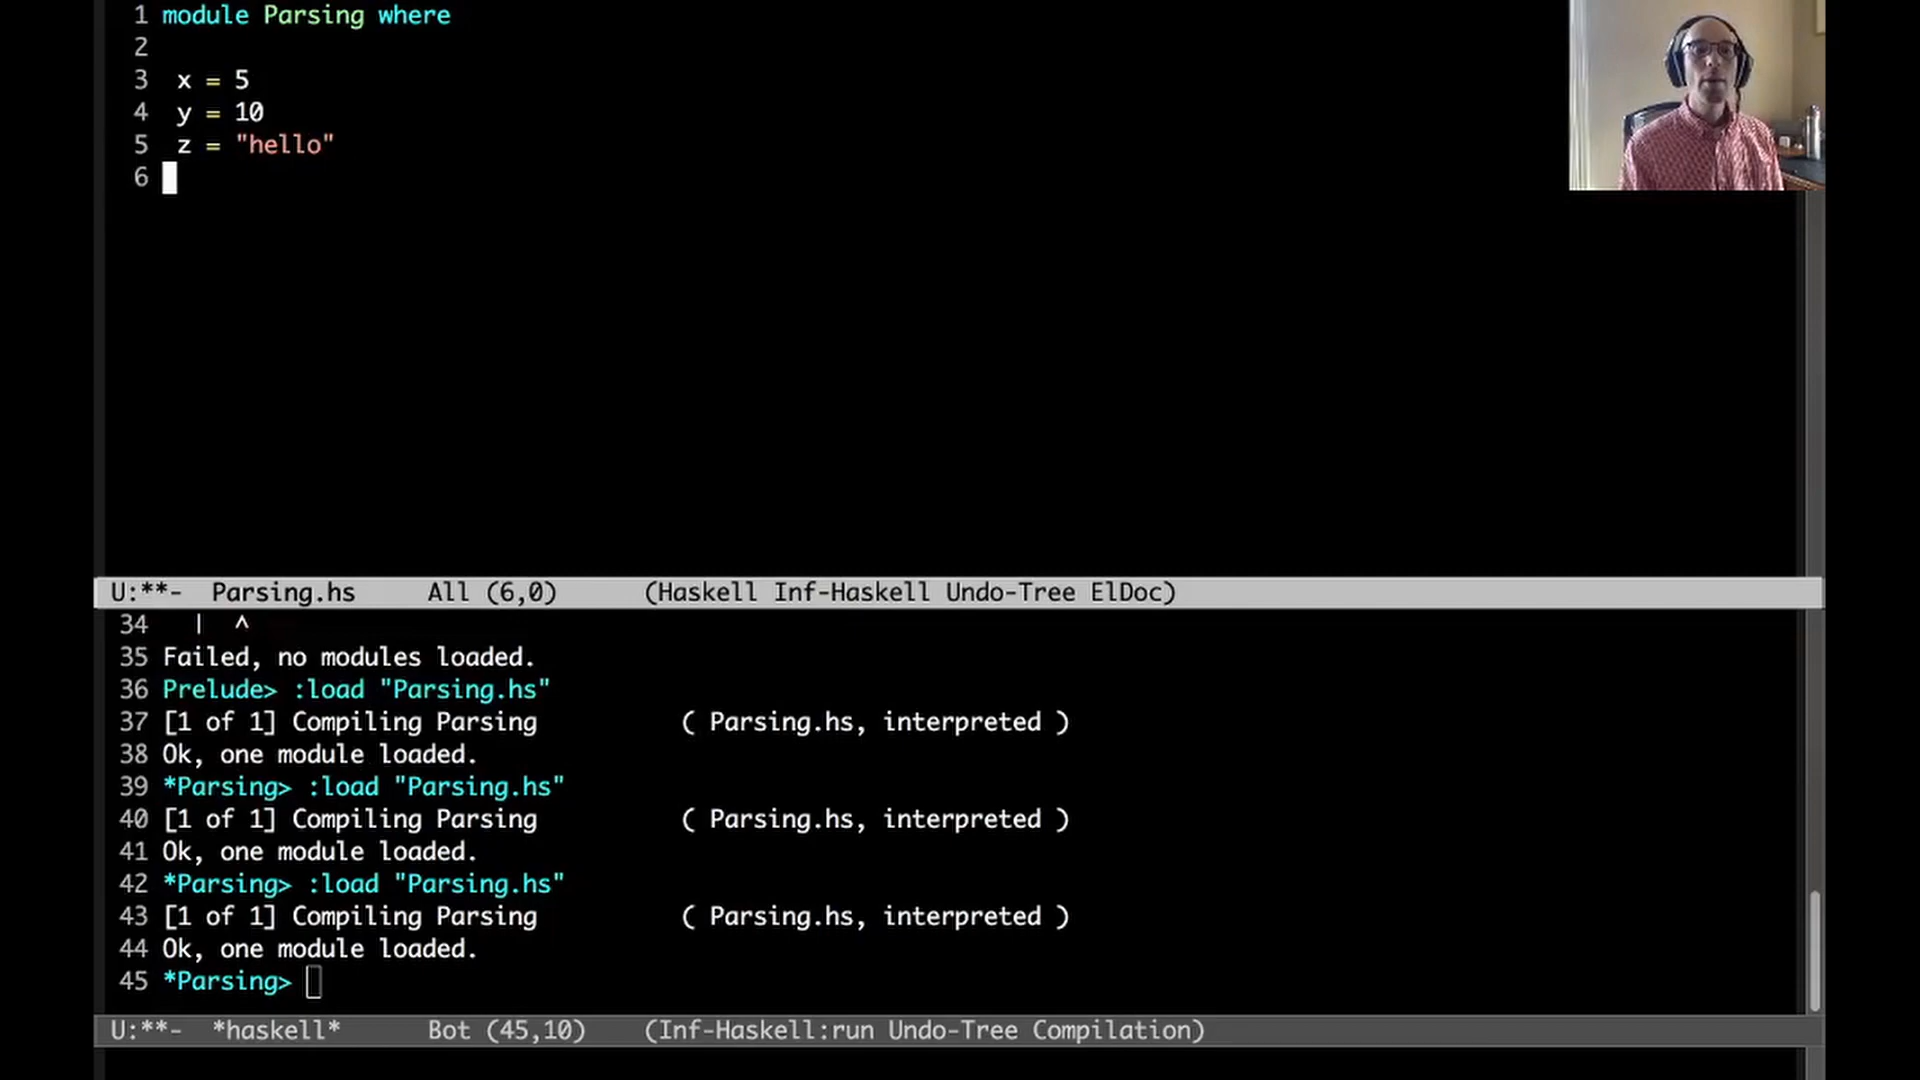 1 module Parsing where
2
3  x = 5
4  y = 10
5  z = "hello"
6
U:**-  Parsing.hs     All (6,0)      (Haskell Inf-Haskell Undo-Tree ElDoc)
34   |  ^
35 Failed, no modules loaded.
36 Prelude> :load "Parsing.hs"
37 [1 of 1] Compiling Parsing          ( Parsing.hs, interpreted )
38 Ok, one module loaded.
39 *Parsing> :load "Parsing.hs"
40 [1 of 1] Compiling Parsing          ( Parsing.hs, interpreted )
41 Ok, one module loaded.
42 *Parsing> :load "Parsing.hs"
43 [1 of 1] Compiling Parsing          ( Parsing.hs, interpreted )
44 Ok, one module loaded.
45 *Parsing>
U:**-  *haskell*      Bot (45,10)    (Inf-Haskell:run Undo-Tree Compilation)